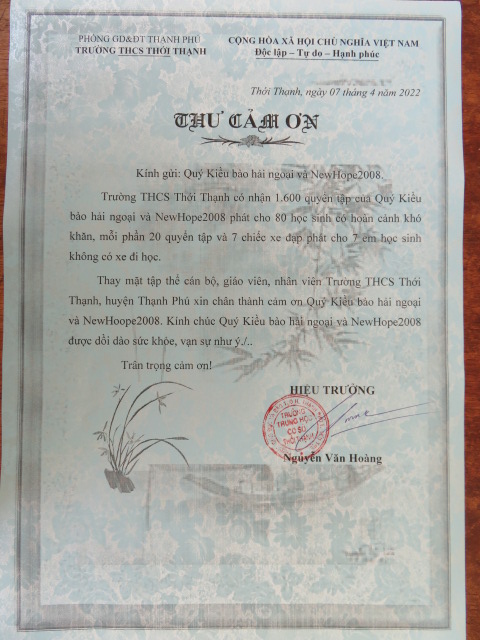 PHÒNG GD&ĐT THẠNH PHÚ
TRƯỜNG THCS THỚI THẠNH
CỘNG HÒA XÃ HỘI CHỦ NGHĨA VIỆT NAM
Độc lập – Tự do – Hạnh phúc
Thới Thạnh, ngày 07 tháng 4 năm 2022
THƯ CẢM ƠN
Kính gửi: Quý Kiều bào hải ngoại và NewHope2008.
Trường THCS Thới Thạnh có nhận 1.600 quyển tập của Quý Kiều
bào hải ngoại và NewHope2008 phát cho 80 học sinh có hoàn cảnh khó
khăn, mỗi phần 20 quyển tập và 7 chiếc xe đạp phát cho 7 em học sinh
không có xe đi học.
Thay mặt tập thể cán bộ, giáo viên, nhân viên Trường THCS Thới
Thạnh, huyện Thạnh Phú xin chân thành cảm ơn Quý Kiều bào hải ngoại
và NewHoope2008. Kính chúc Quý Kiều bào hải ngoại và NewHope2008
được dồi dào sức khỏe, vạn sự như ý./..
Trân trọng cảm ơn!
HIỆU TRƯỞNG
TRƯỜNG
TRUNG HỌC
CƠ SỞ
THỚI THẠNH
Nguyễn Văn Hoàng